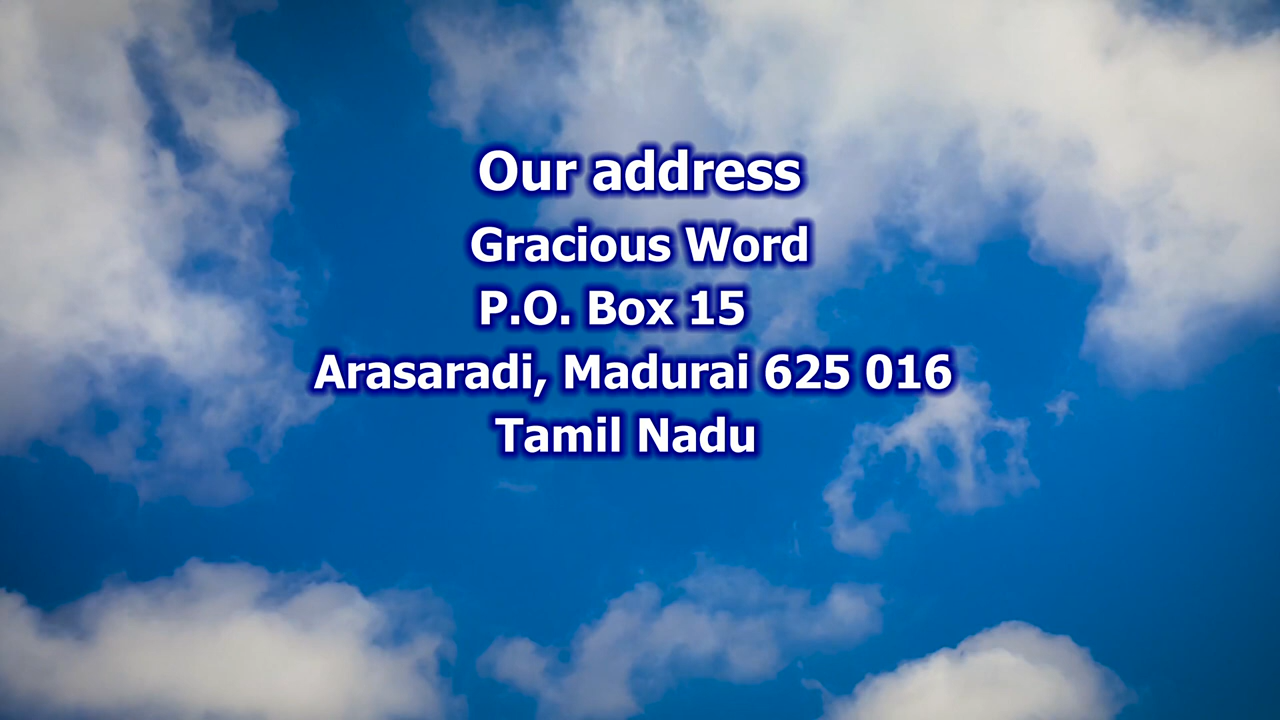 Our address
Gracious Word
P.O. Box 15
Arasaradi, Madurai 625 016
Tamil Nadu